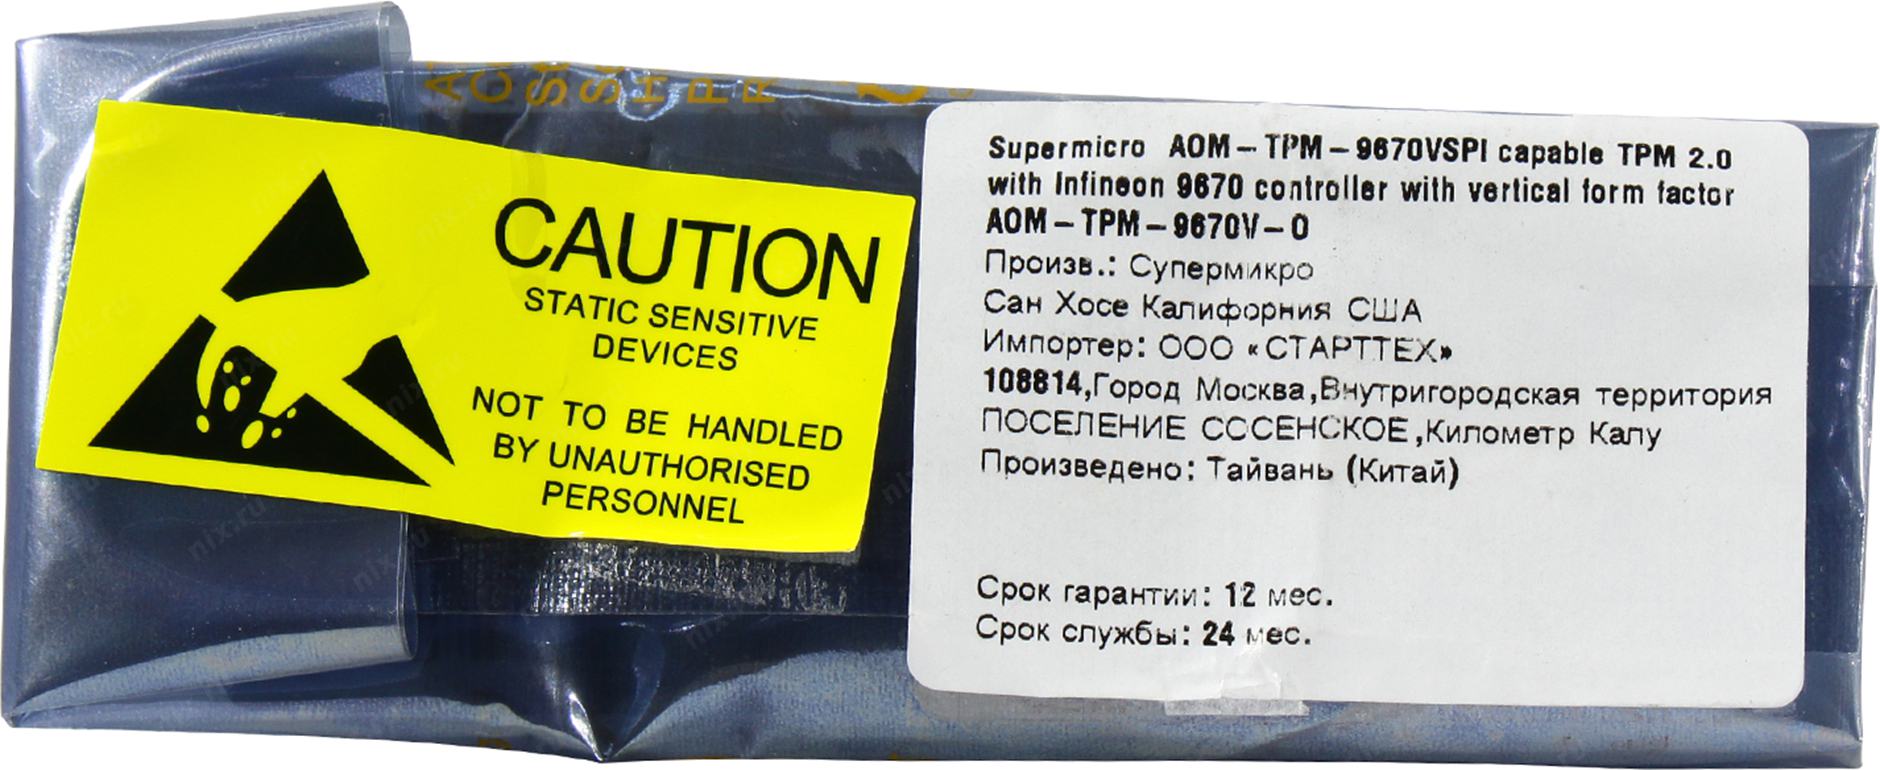 CAUTION
STATIC SENSITIVE
DEVICES
NOT TO BE HANDLED
BY UNAUTHORISED
PERSONNEL
Supermicro AOM-TPM-9670VSPI capable TPM 2.0
with Infineon 9670 controller with vertical form factor
AOM-TPM-9670V-O
Произв.: Супермикро
Сан Хосе Калифорния США
Импортер: ООО «СТАРТТЕХ»
108814,Город Москва,Внутригородская территория
ПОСЕЛЕНИЕ СССЕНСКОЕ,Километр Калу
Произведено: Тайвань (Китай)
Срок гарантии: 12 мес.
Срок службы: 24 мес.
nix.ru